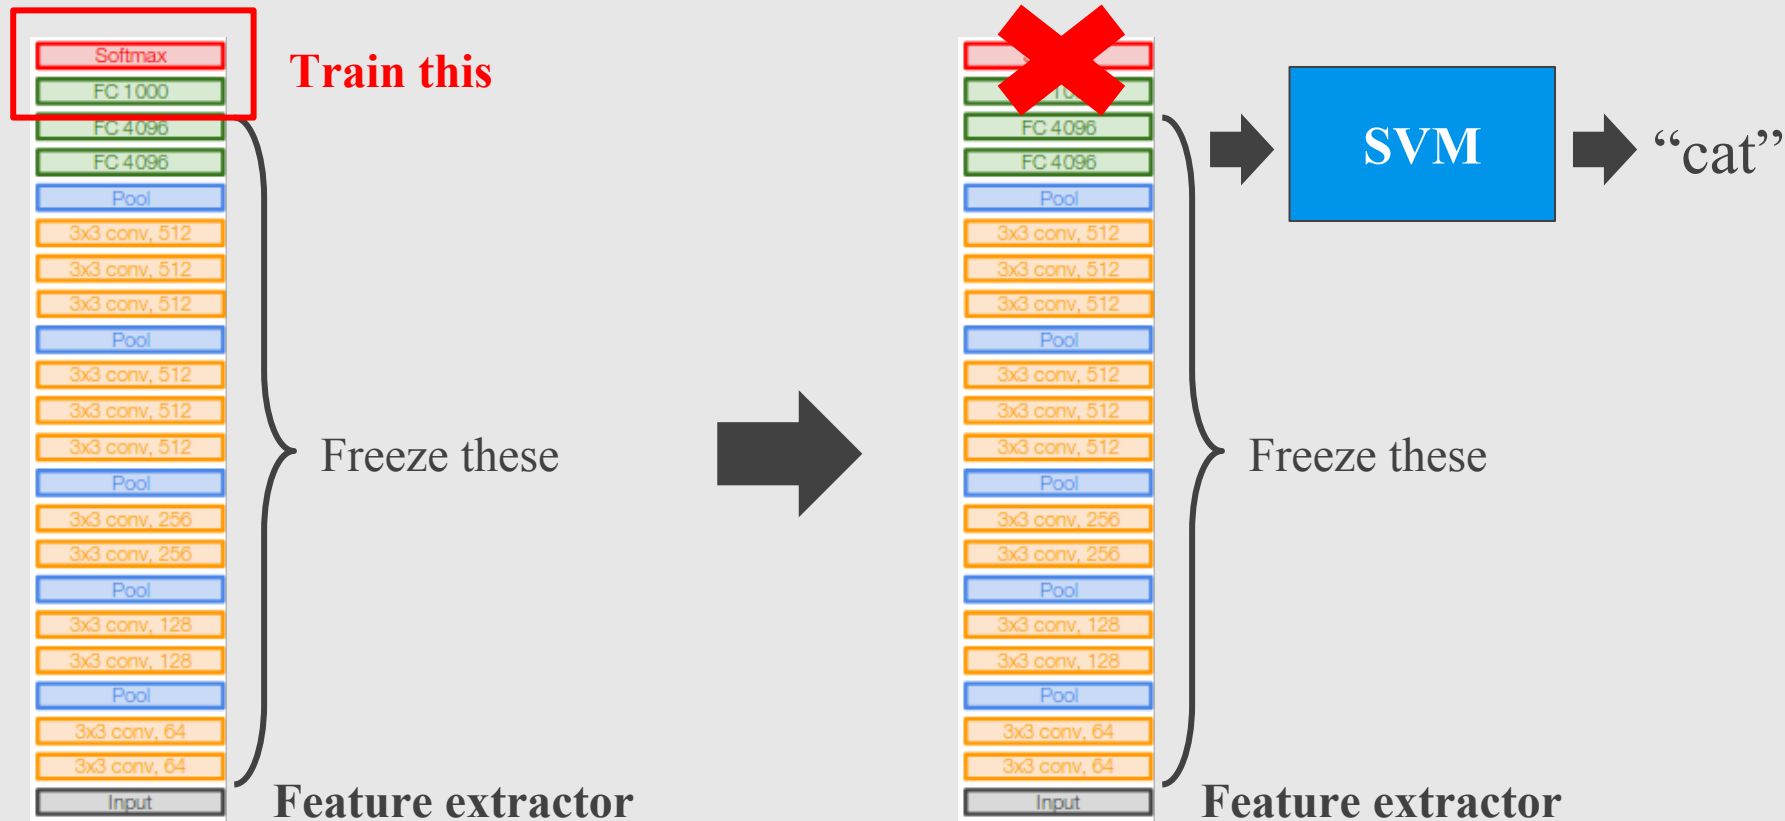 Softmax
FC 1000
FC 4096
FC 4096
Pool
3x3 conv, 512
3x3 conv, 512
3x3 conv, 512
Pool
3x3 conv, 512
3x3 conv, 512
3x3 conv, 512
Pool
3x3 conv, 256
3x3 conv, 256
Pool
3x3 conv, 128
3x3 conv, 128
Pool
3x3 conv, 64
3x3 conv, 64
Input
Train this
Freeze these
Feature extractor
FC 4096
FC 4096
Pool
3x3 conv, 512
3x3 conv, 512
3x3 conv, 512
Pool
3x3 conv, 512
3x3 conv, 512
3x3 conv, 512
Pool
3x3 conv, 256
3x3 conv, 256
Pool
3x3 conv, 128
3x3 conv, 128
Pool
3x3 conv, 64
3x3 conv, 64
Input
SVM
“cat”
Freeze these
Feature extractor